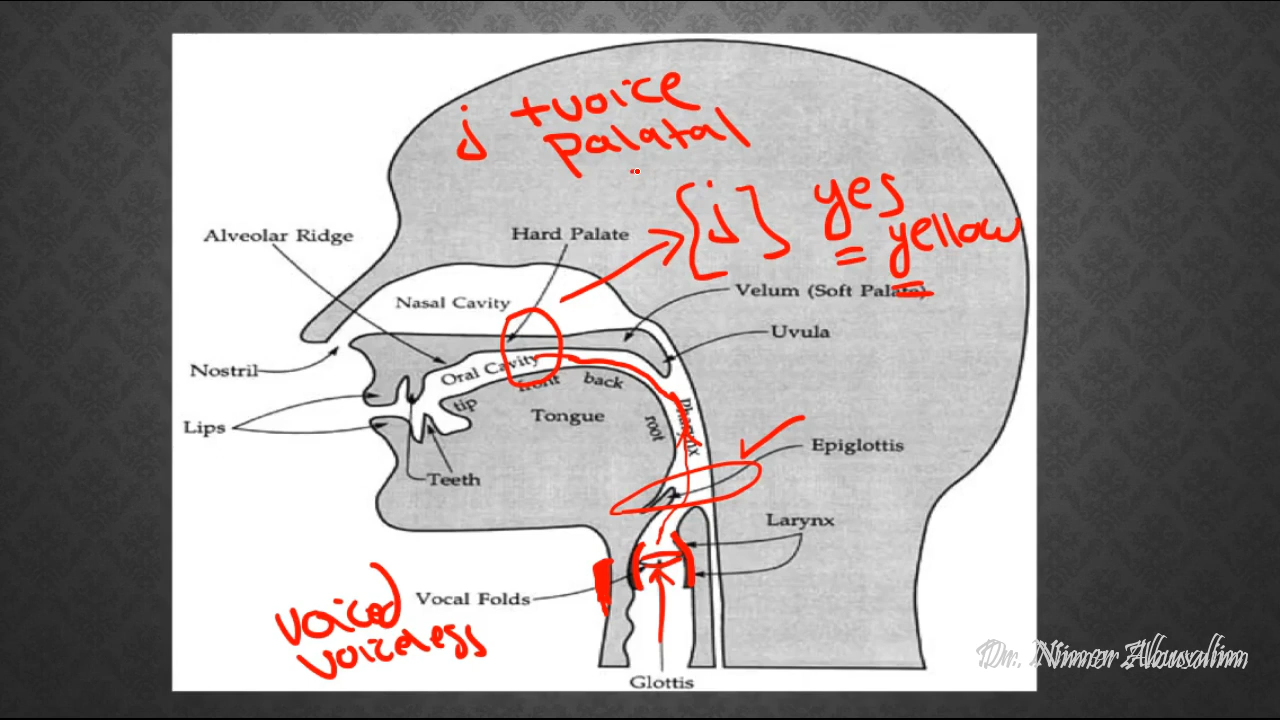 j +voice
palatal
[j] yes
yellow
Alveolar Ridge
Hard Palate
Nasal Cavity
Velum (Soft Palate)
Uvula
Nostril
Oral Cavity
tip
front
back
root
Pharynx
Tongue
Lips
Teeth
Epiglottis
Larynx
Vocal Folds
voiced
voiceless
Glottis
Dr. Nimer Abusalim